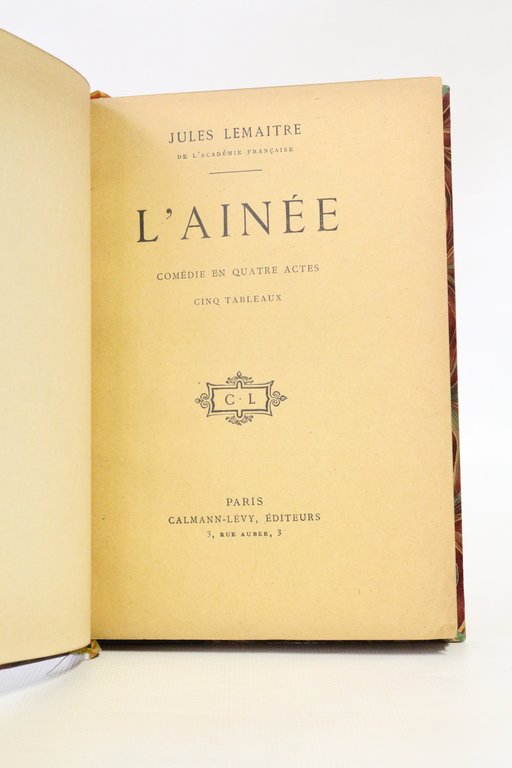 JULES LEMAITRE
DE L'ACADÉMIE FRANÇAISE
L'AINÉE
COMÉDIE EN QUATRE ACTES
CINQ TABLEAUX
C·L
PARIS
CALMANN-LÉVY, ÉDITEURS
3, RUE AUBER, 3